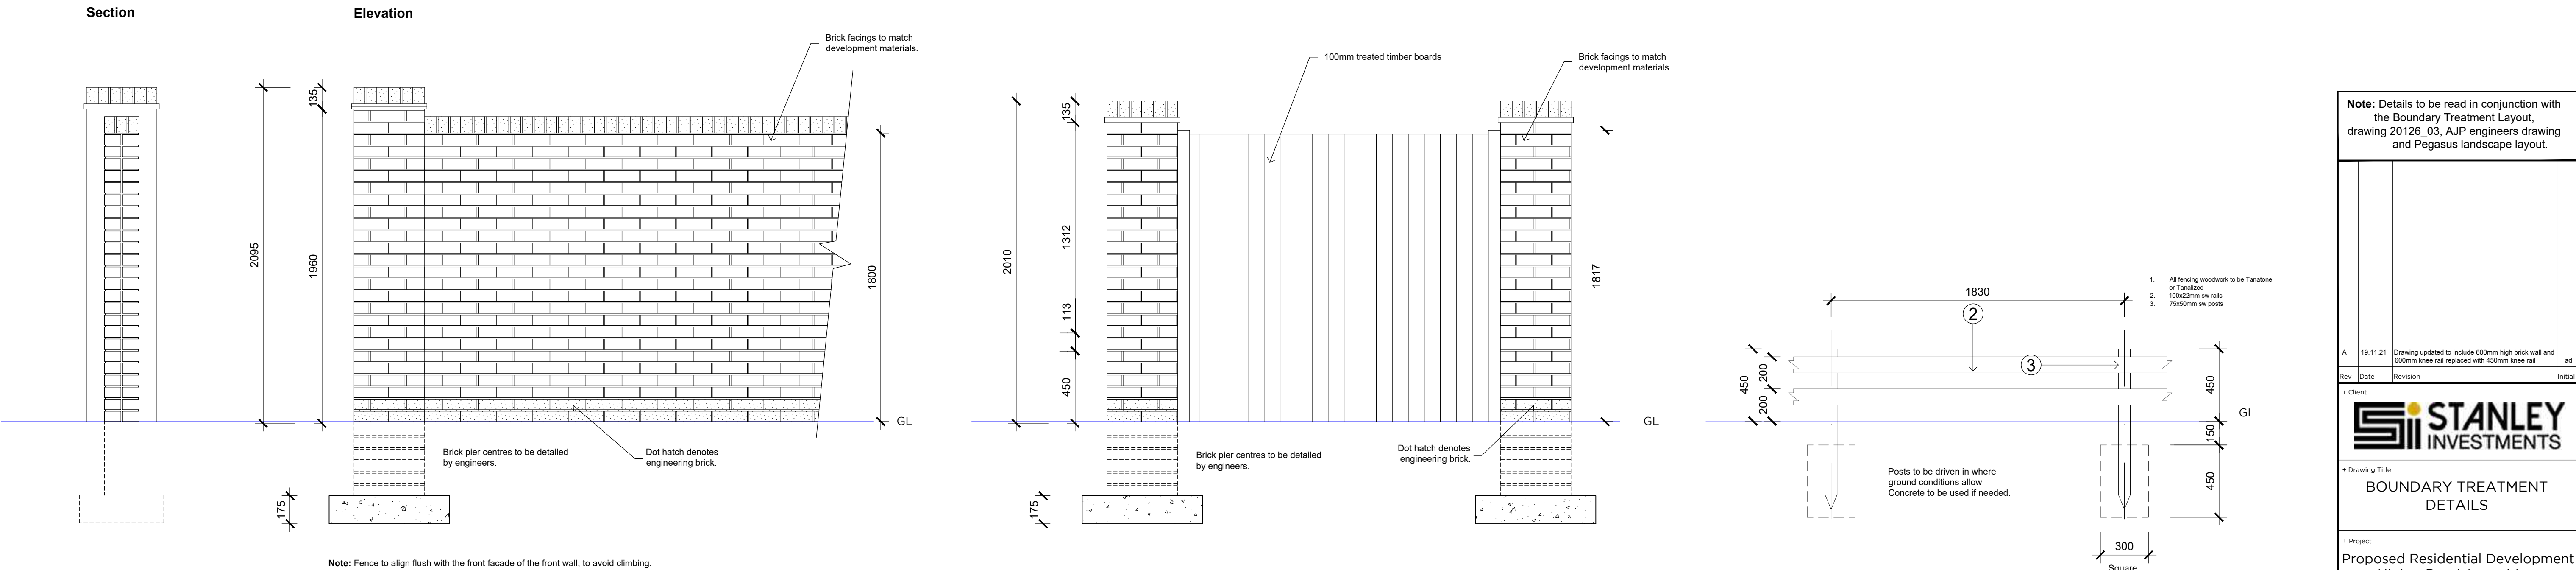 Section
Elevation
Brick facings to match
development materials.
2095
135
1960
1800
GL
Brick pier centres to be detailed
by engineers.
Dot hatch denotes
engineering brick.
175
Note: Fence to align flush with the front facade of the front wall, to avoid climbing.
100mm treated timber boards
Brick facings to match
development materials.
2010
135
1312
113
450
1817
GL
Brick pier centres to be detailed
by engineers.
Dot hatch denotes
engineering brick.
175
1. All fencing woodwork to be Tanatone
or Tanalized
2. 100x22mm sw rails
3. 75x50mm sw posts
1830
2
3
450
200
200
450
GL
150
450
Posts to be driven in where
ground conditions allow
Concrete to be used if needed.
300
Square
Note: Details to be read in conjunction with
the Boundary Treatment Layout,
drawing 20126_03, AJP engineers drawing
and Pegasus landscape layout.
A 19.11.21 Drawing updated to include 600mm high brick wall and
600mm knee rail replaced with 450mm knee rail ad
Rev Date Revision Initial
+ Client
STANLEY
INVESTMENTS
+ Drawing Title
BOUNDARY TREATMENT
DETAILS
+ Project
Proposed Residential Development